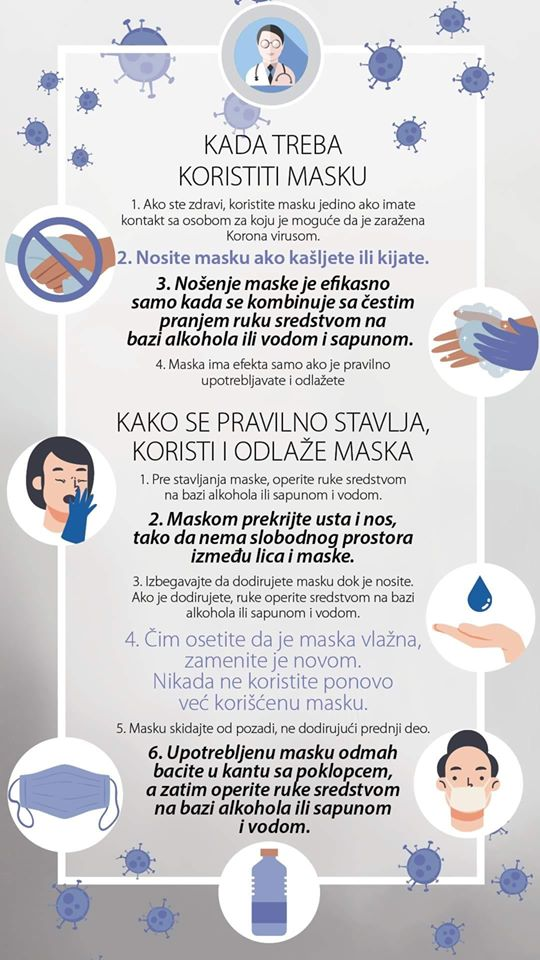 KADA TREBA
KORISTITI MASKU
1. Ako ste zdravi, koristite masku jedino ako imate
kontakt sa osobom za koju je moguće da je zaražena
Korona virusom.
2. Nosite masku ako kašljete ili kijate.
3. Nošenje maske je efikasno
samo kada se kombinuje sa čestim
pranjem ruku sredstvom na
bazi alkohola ili vodom i sapunom.
4. Maska ima efekta samo ako je pravilno
upotrebljavate i odlažete
KAKO SE PRAVILNO STAVLJA,
KORISTI I ODLAŽE MASKA
1. Pre stavljanja maske, operite ruke sredstvom
na bazi alkohola ili sapunom i vodom.
2. Maskom prekrijte usta i nos,
tako da nema slobodnog prostora
između lica i maske.
3. Izbegavajte da dodirujete masku dok je nosite.
Ako je dodirujete, ruke operite sredstvom na bazi
alkohola ili sapunom i vodom.
4. Čim osetite da je maska vlažna,
zamenite je novom.
Nikada ne koristite ponovo
već korišćenu masku.
5. Masku skidajte od pozadi, ne dodirujući prednji deo.
6. Upotrebljenu masku odmah
bacite u kantu sa poklopcem,
a zatim operite ruke sredstvom
na bazi alkohola ili sapunom
i vodom.